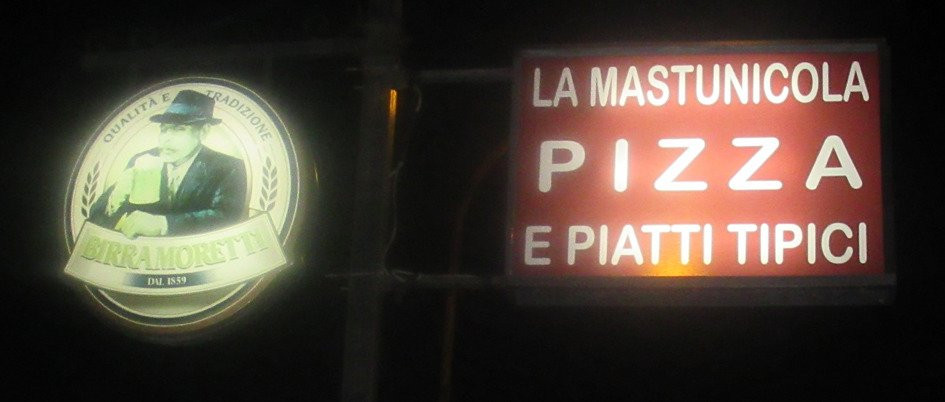 QUALITÀ E TRADIZIONE
BIRRA MORETTI
DAL 1859
LA MASTUNICOLA
PIZZA
E PIATTI TIPICI